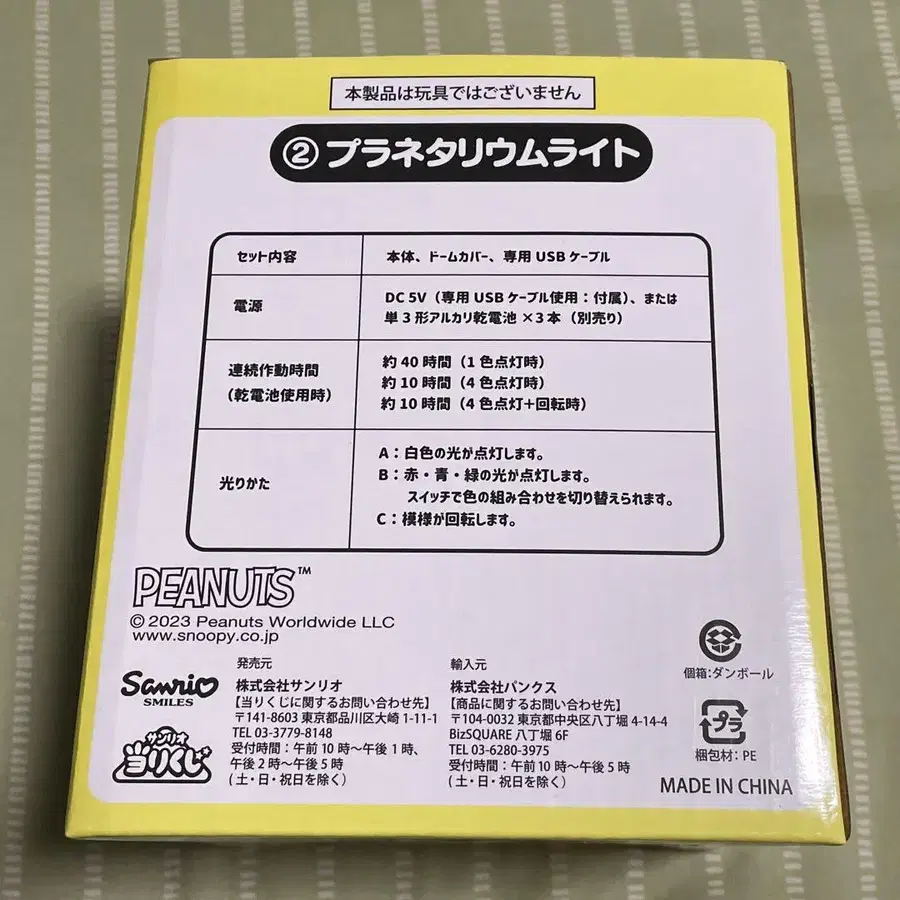 本製品は玩具ではございません
② プラネタリウムライト
セット内容
本体、ドームカバー、専用 USB ケーブル
電源
DC 5V（専用 USB ケーブル使用：付属）、または
単3形アルカリ乾電池 ×3本（別売り）
連続作動時間
（乾電池使用時）
約 40 時間（1色点灯時）
約 10 時間（4色点灯時）
約 10 時間（4色点灯＋回転時）
光りかた
A：白色の光が点灯します。
B：赤・青・緑の光が点灯します。
スイッチで色の組み合わせを切り替えられます。
C：模様が回転します。
PEANUTS™
© 2023 Peanuts Worldwide LLC
www.snoopy.co.jp
Sanrio
SMILES
サンリオ
当りくじ
発売元
株式会社サンリオ
【当りくじに関するお問い合わせ先】
〒141-8603 東京都品川区大崎 1-11-1
TEL 03-3779-8148
受付時間：午前 10 時〜午後 1 時、
午後 2 時〜午後 5 時
（土・日・祝日を除く）
輸入元
株式会社バンクス
【商品に関するお問い合わせ先】
〒104-0032 東京都中央区八丁堀 4-14-4
BizSQUARE 八丁堀 6F
TEL 03-6280-3975
受付時間：午前 10 時〜午後 5 時
（土・日・祝日を除く）
個箱：ダンボール
プラ
梱包材：PE
MADE IN CHINA